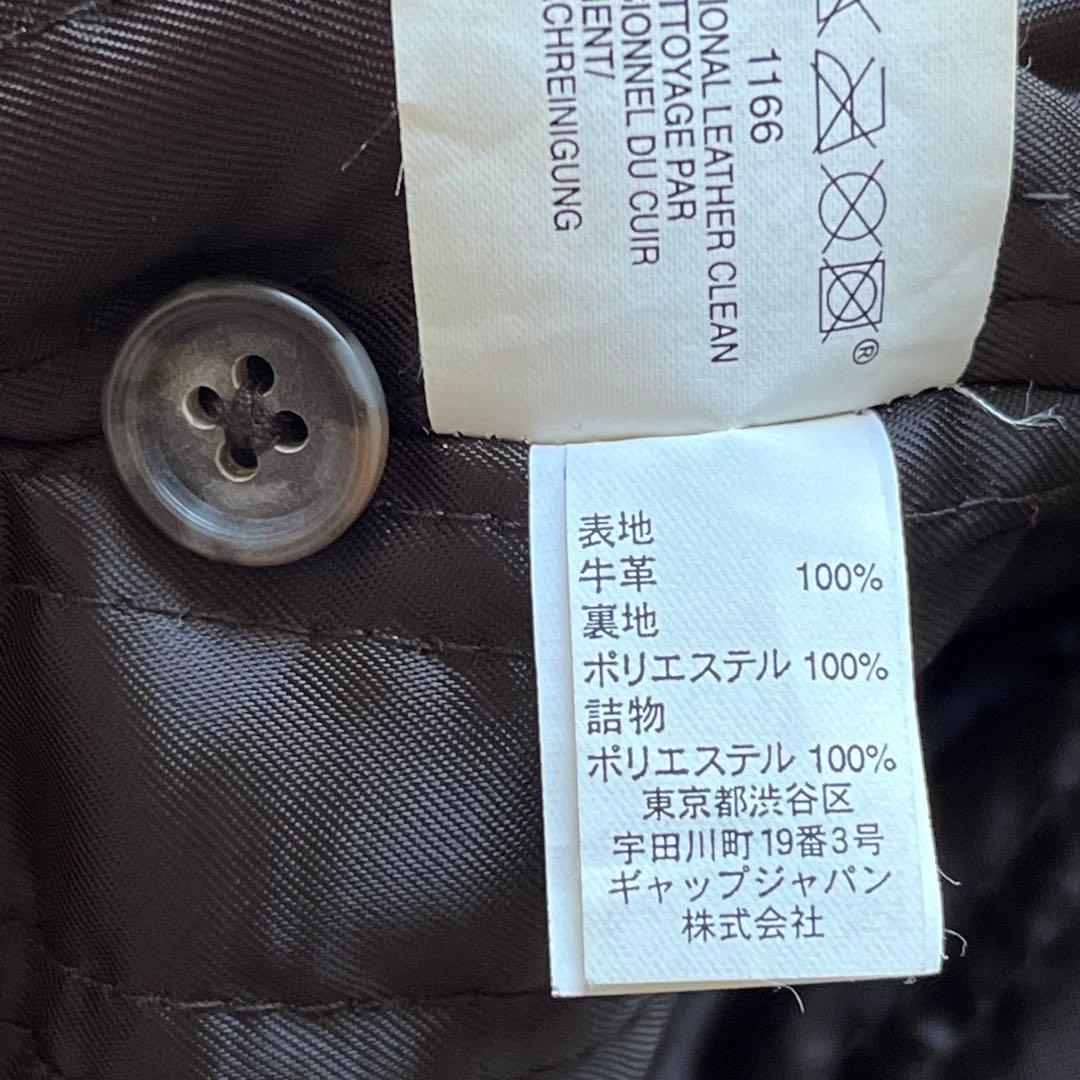 1166
IONAL LEATHER CLEAN
TTOYAGE PAR
SIONNEL DU CUIR
MENT/
CHREINIGUNG
®
表地
牛革 100%
裏地
ポリエステル 100%
詰物
ポリエステル 100%
東京都渋谷区
宇田川町19番3号
ギャップジャパン
株式会社